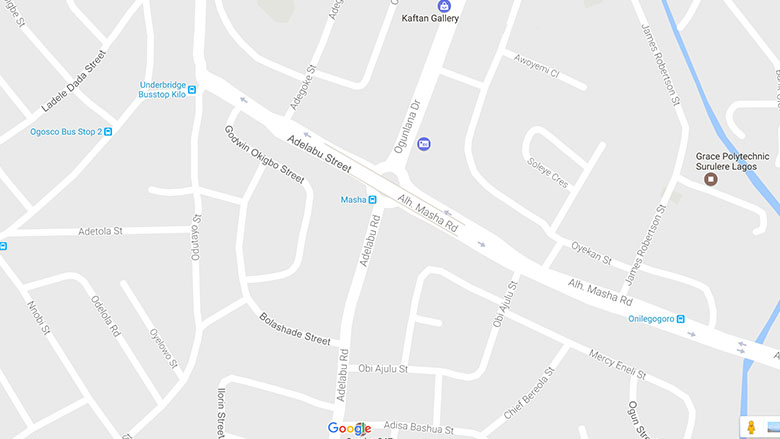 Kaftan Gallery
Ladele Dada Street
Underbridge
Busstop Kilo
Ogosco Bus Stop 2
Adegoke St
Ogunlana Dr
Awoyemi Cl
James Robertson St
Godwin Okigbo Street
Adelabu Street
Soleye Cres
Grace Polytechnic
Surulere Lagos
Masha
Alh. Masha Rd
Adelabu Rd
Adetola St
Odutayo
Oyekan St
James Robertson St
Alh. Masha Rd
Nnobi St
Odelola Rd
Oyelowo St
Bolashade Street
Obi Ajulu St
Onilegogoro
Adelabu Rd
Obi Ajulu St
Mercy Eneli St
Chief Bereola St
Ilorin Street
Ogun Street
Google
Adisa Bashua St